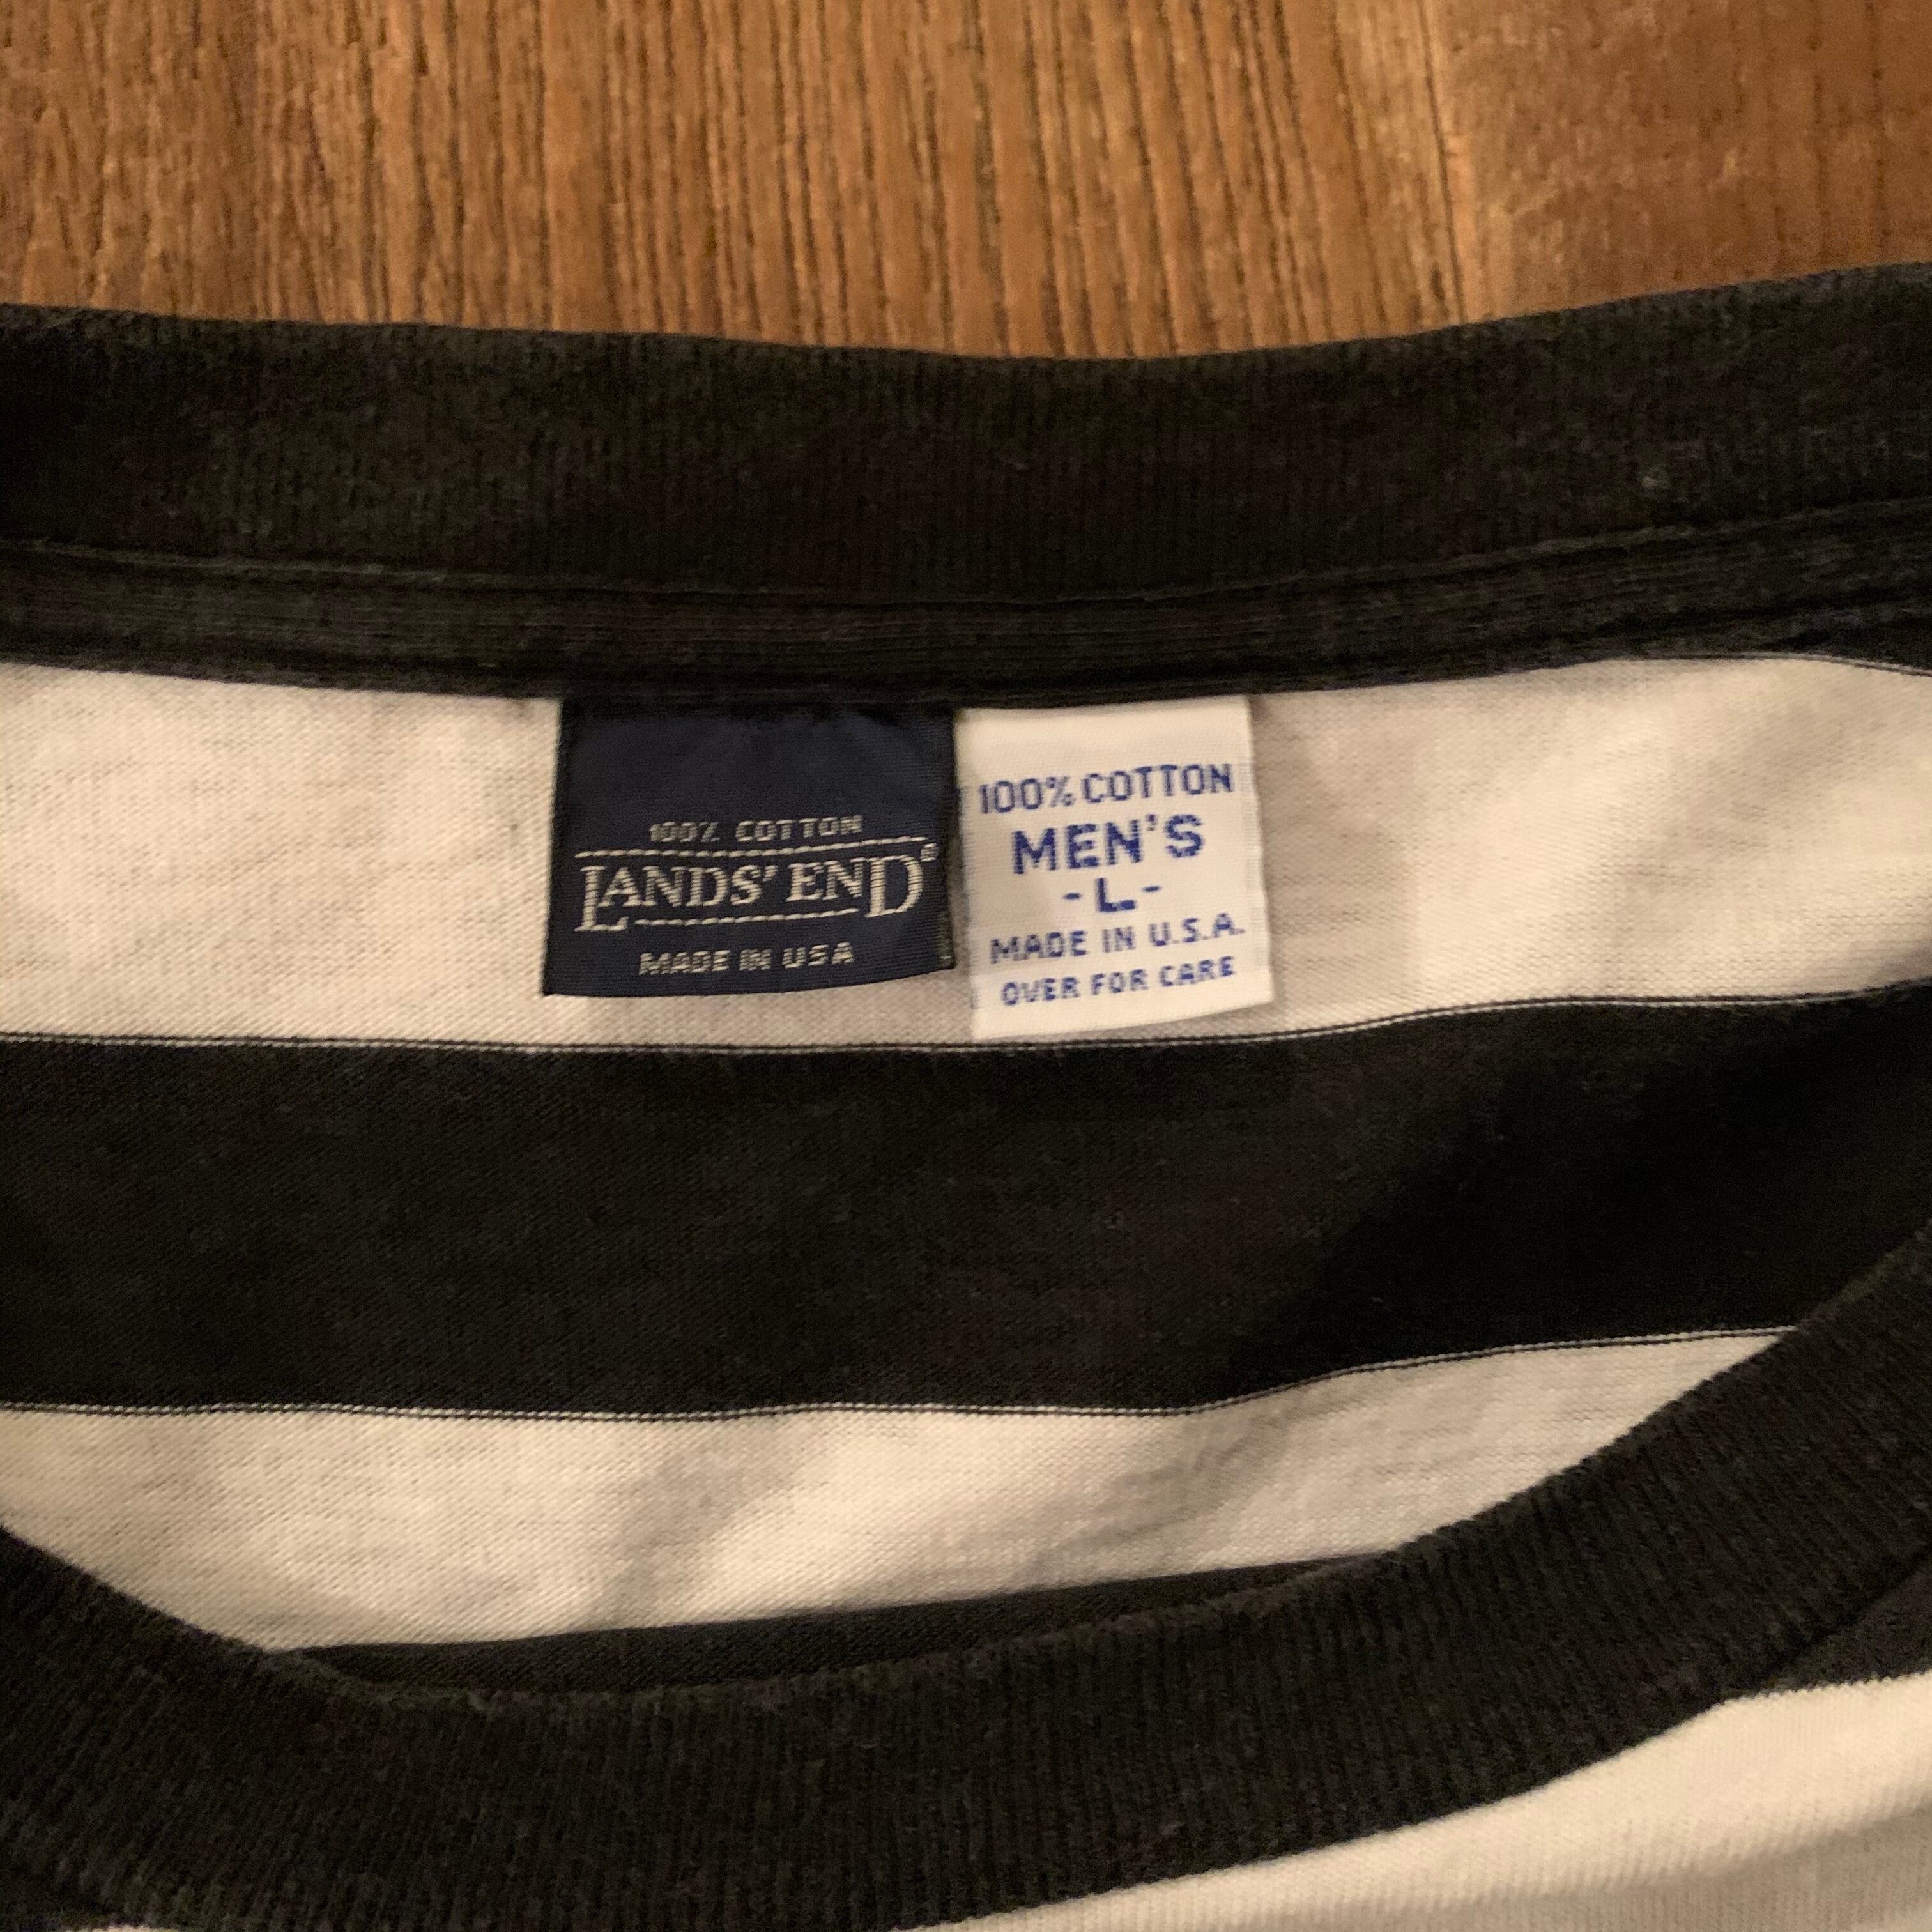 100% COTTON
LANDS' END®
MADE IN USA
100% COTTON
MEN'S
- L -
MADE IN U.S.A.
OVER FOR CARE